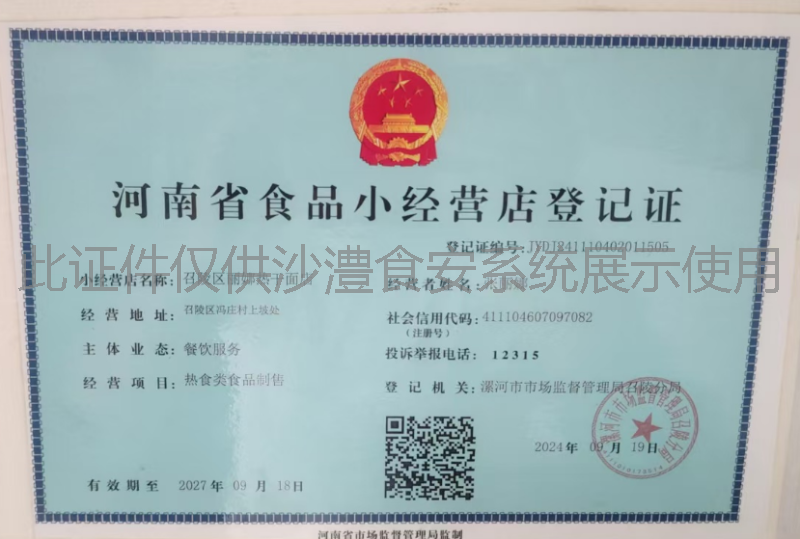 河南省食品小经营店登记证
登记证编号: JYDJ2411104020115​05
此证件仅供沙澧食安系统展示使用
小经营店名称: 召陵区
经营者姓名:
经营地址: 召陵区冯庄村上坡处
社会信用代码: 411104607097082
(注册号)
主体业态: 餐饮服务
投诉举报电话: 12315
经营项目: 热食类食品制售
登记机关: 漯河市市场监督管理局召陵分局
2024年 09月 19日
有效期至 2027年 09月 18日
河南省市场监督管理局监制